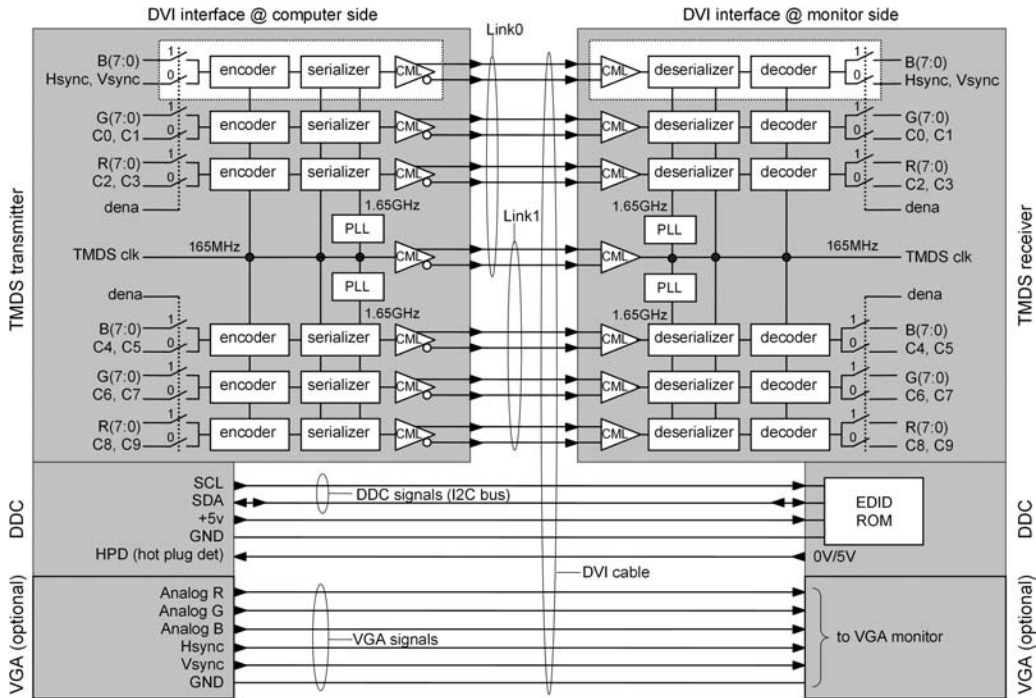 DVI interface @ computer side
DVI interface @ monitor side
Link0
B(7:0)
1
0
Hsync, Vsync
encoder
serializer
CML
CML
deserializer
decoder
1
0
B(7:0)
Hsync, Vsync
G(7:0)
1
0
C0, C1
encoder
serializer
CML
CML
deserializer
decoder
1
0
G(7:0)
C0, C1
R(7:0)
1
0
C2, C3
encoder
serializer
CML
CML
deserializer
decoder
1
0
R(7:0)
C2, C3
dena
1.65GHz
Link1
1.65GHz
dena
PLL
PLL
TMDS transmitter
TMDS clk
165MHz
CML
CML
165MHz
TMDS clk
TMDS receiver
PLL
PLL
dena
1.65GHz
1.65GHz
dena
B(7:0)
1
0
C4, C5
encoder
serializer
CML
CML
deserializer
decoder
1
0
B(7:0)
C4, C5
G(7:0)
1
0
C6, C7
encoder
serializer
CML
CML
deserializer
decoder
1
0
G(7:0)
C6, C7
R(7:0)
1
0
C8, C9
encoder
serializer
CML
CML
deserializer
decoder
1
0
R(7:0)
C8, C9
DDC
SCL
SDA
+5v
GND
HPD (hot plug det)
DDC signals (I2C bus)
EDID
ROM
0V/5V
DDC
DVI cable
VGA (optional)
Analog R
Analog G
Analog B
Hsync
Vsync
GND
VGA signals
to VGA monitor
VGA (optional)